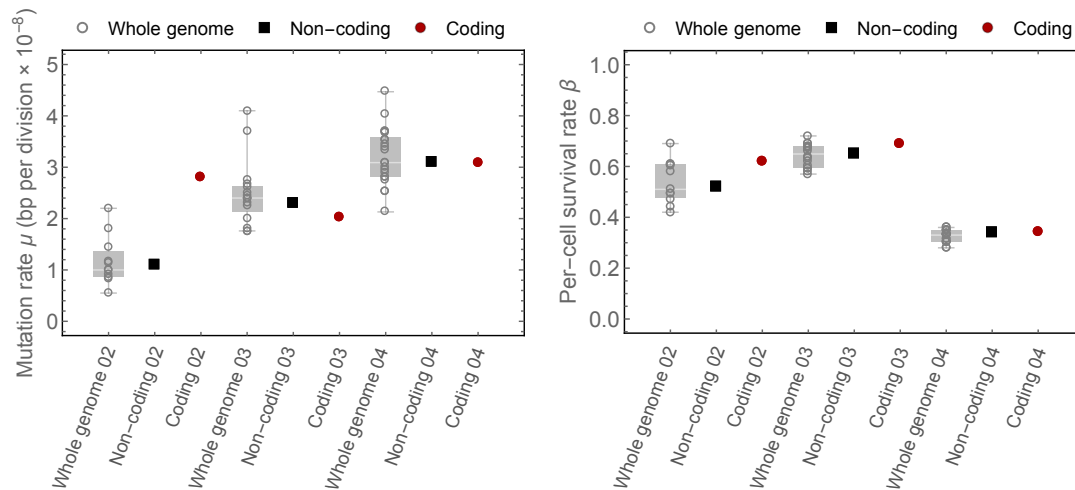 Whole genome Non−coding Coding
Mutation rate μ (bp per division × 10⁻⁸)
5
4
3
2
1
0
Whole genome 02
Non−coding 02
Coding 02
Whole genome 03
Non−coding 03
Coding 03
Whole genome 04
Non−coding 04
Coding 04
Whole genome Non−coding Coding
Per−cell survival rate β
1.0
0.8
0.6
0.4
0.2
0.0
Whole genome 02
Non−coding 02
Coding 02
Whole genome 03
Non−coding 03
Coding 03
Whole genome 04
Non−coding 04
Coding 04